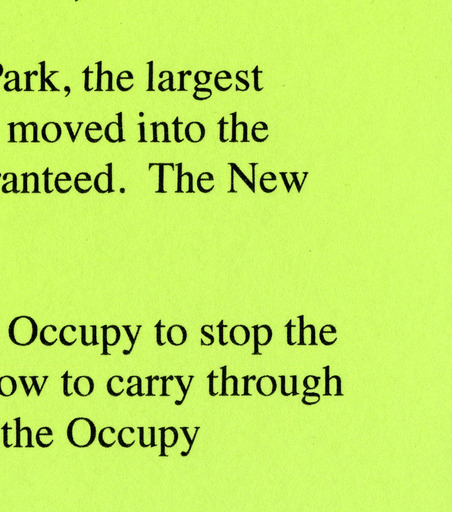 Park, the largest
moved into the
ranteed. The New
Occupy to stop the
ow to carry through
the Occupy